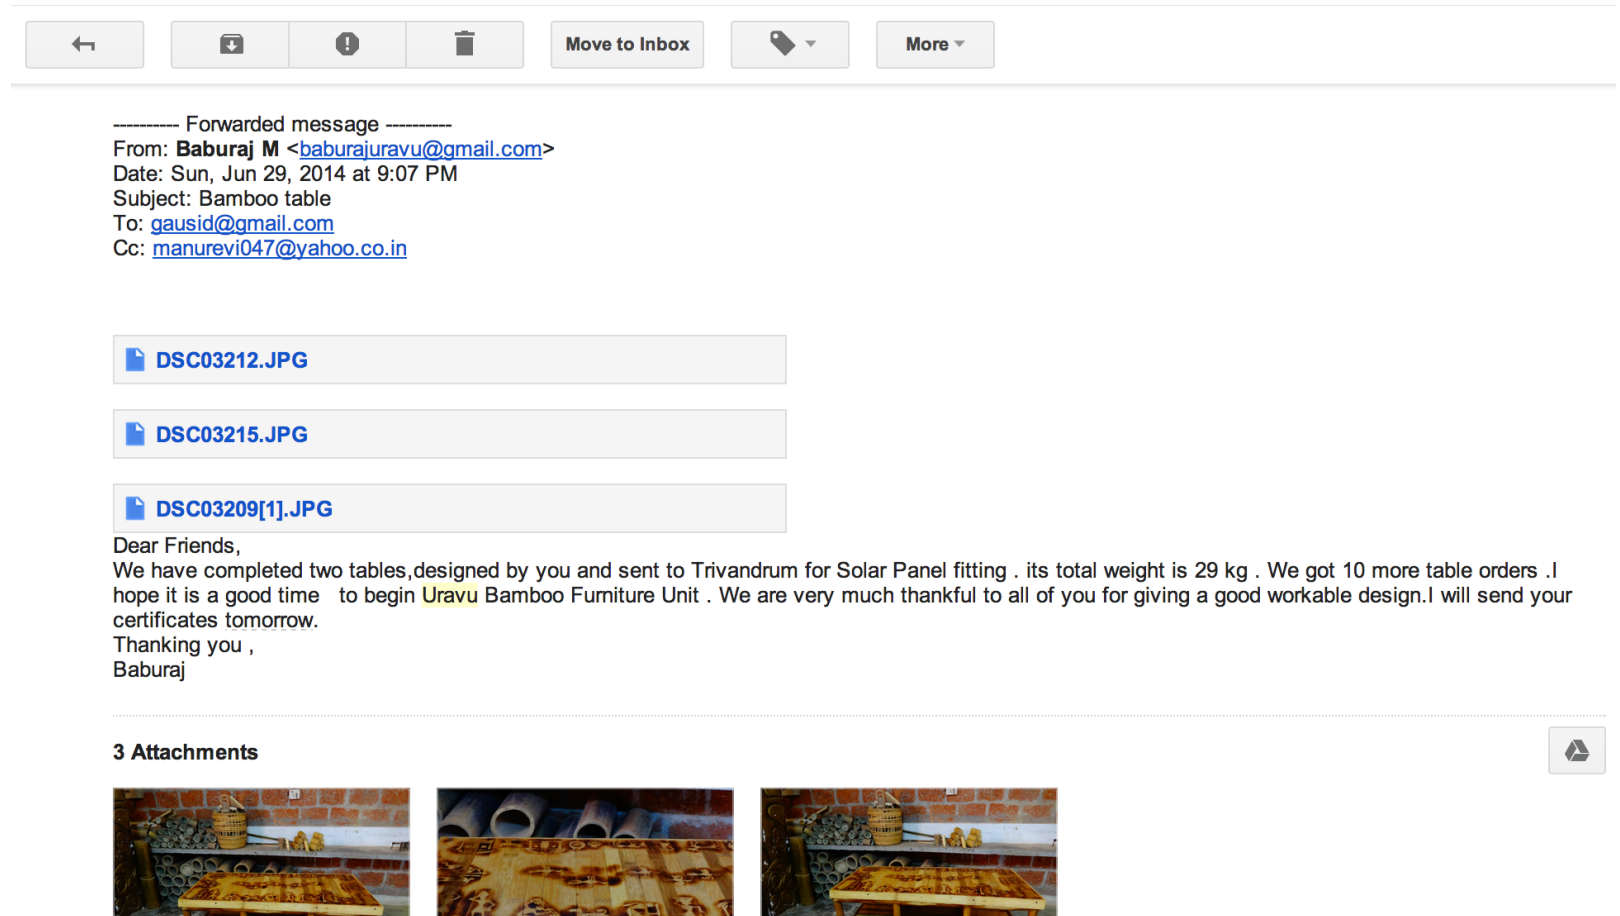 Move to Inbox
More
---------- Forwarded message ----------
From: Baburaj M <baburajuravu@gmail.com>
Date: Sun, Jun 29, 2014 at 9:07 PM
Subject: Bamboo table
To: gausid@gmail.com
Cc: manurevi047@yahoo.co.in
DSC03212.JPG
DSC03215.JPG
DSC03209[1].JPG
Dear Friends,
We have completed two tables,designed by you and sent to Trivandrum for Solar Panel fitting . its total weight is 29 kg . We got 10 more table orders .I
hope it is a good time   to begin Uravu Bamboo Furniture Unit . We are very much thankful to all of you for giving a good workable design.I will send your
certificates tomorrow.
Thanking you ,
Baburaj
3 Attachments